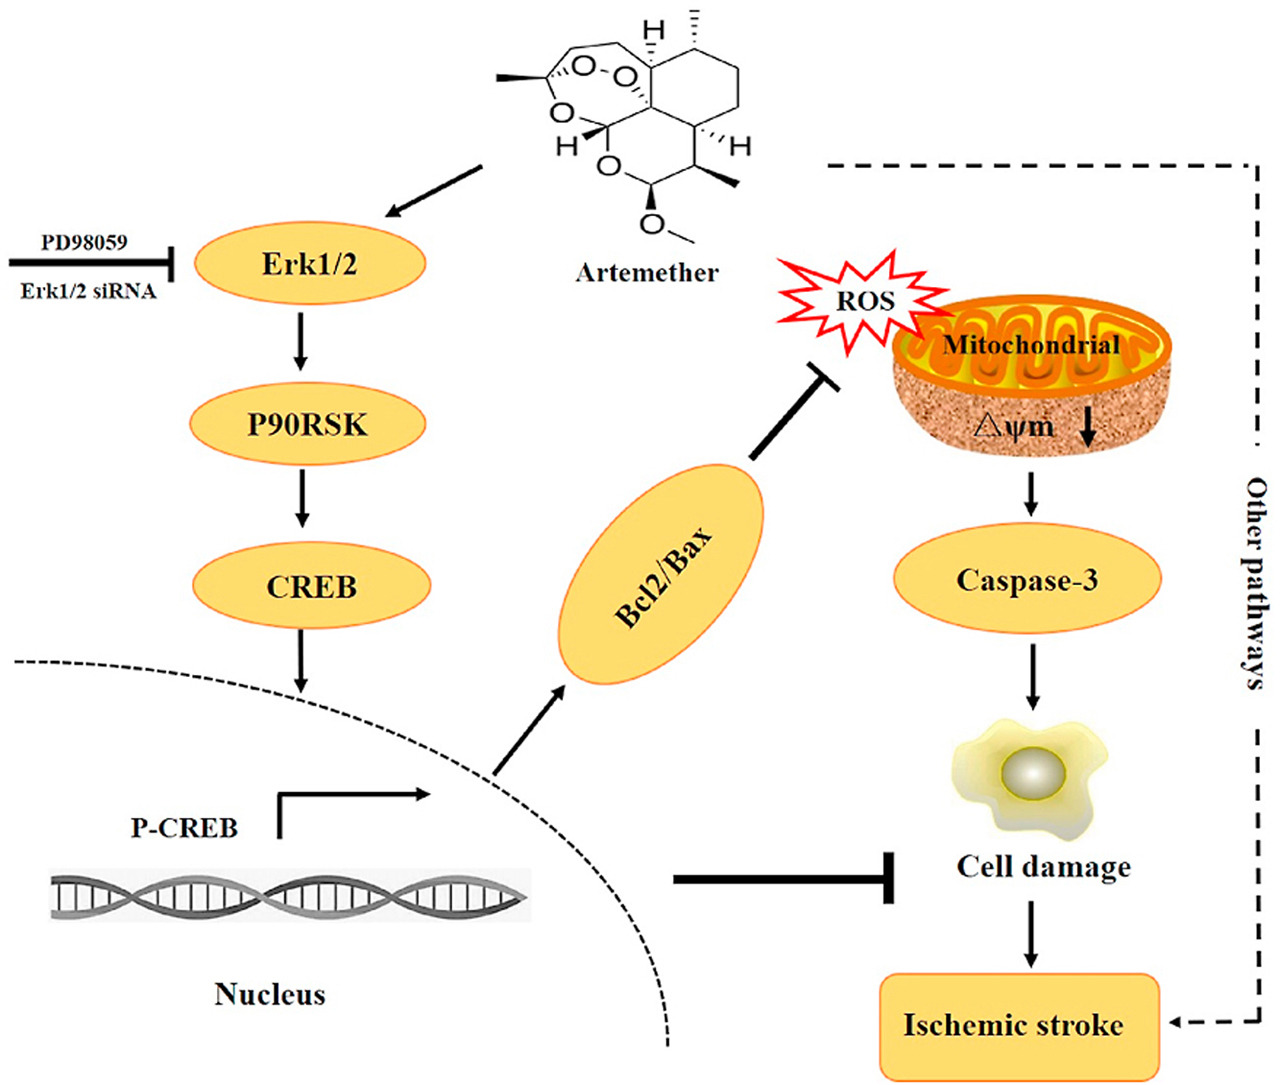 H
O
O
O
H
H
O
O
Artemether
PD98059
Erk1/2 siRNA
Erk1/2
P90RSK
CREB
P-CREB
Nucleus
Bcl2/Bax
ROS
Mitochondrial
△ψm
Caspase-3
Cell damage
Ischemic stroke
Other pathways